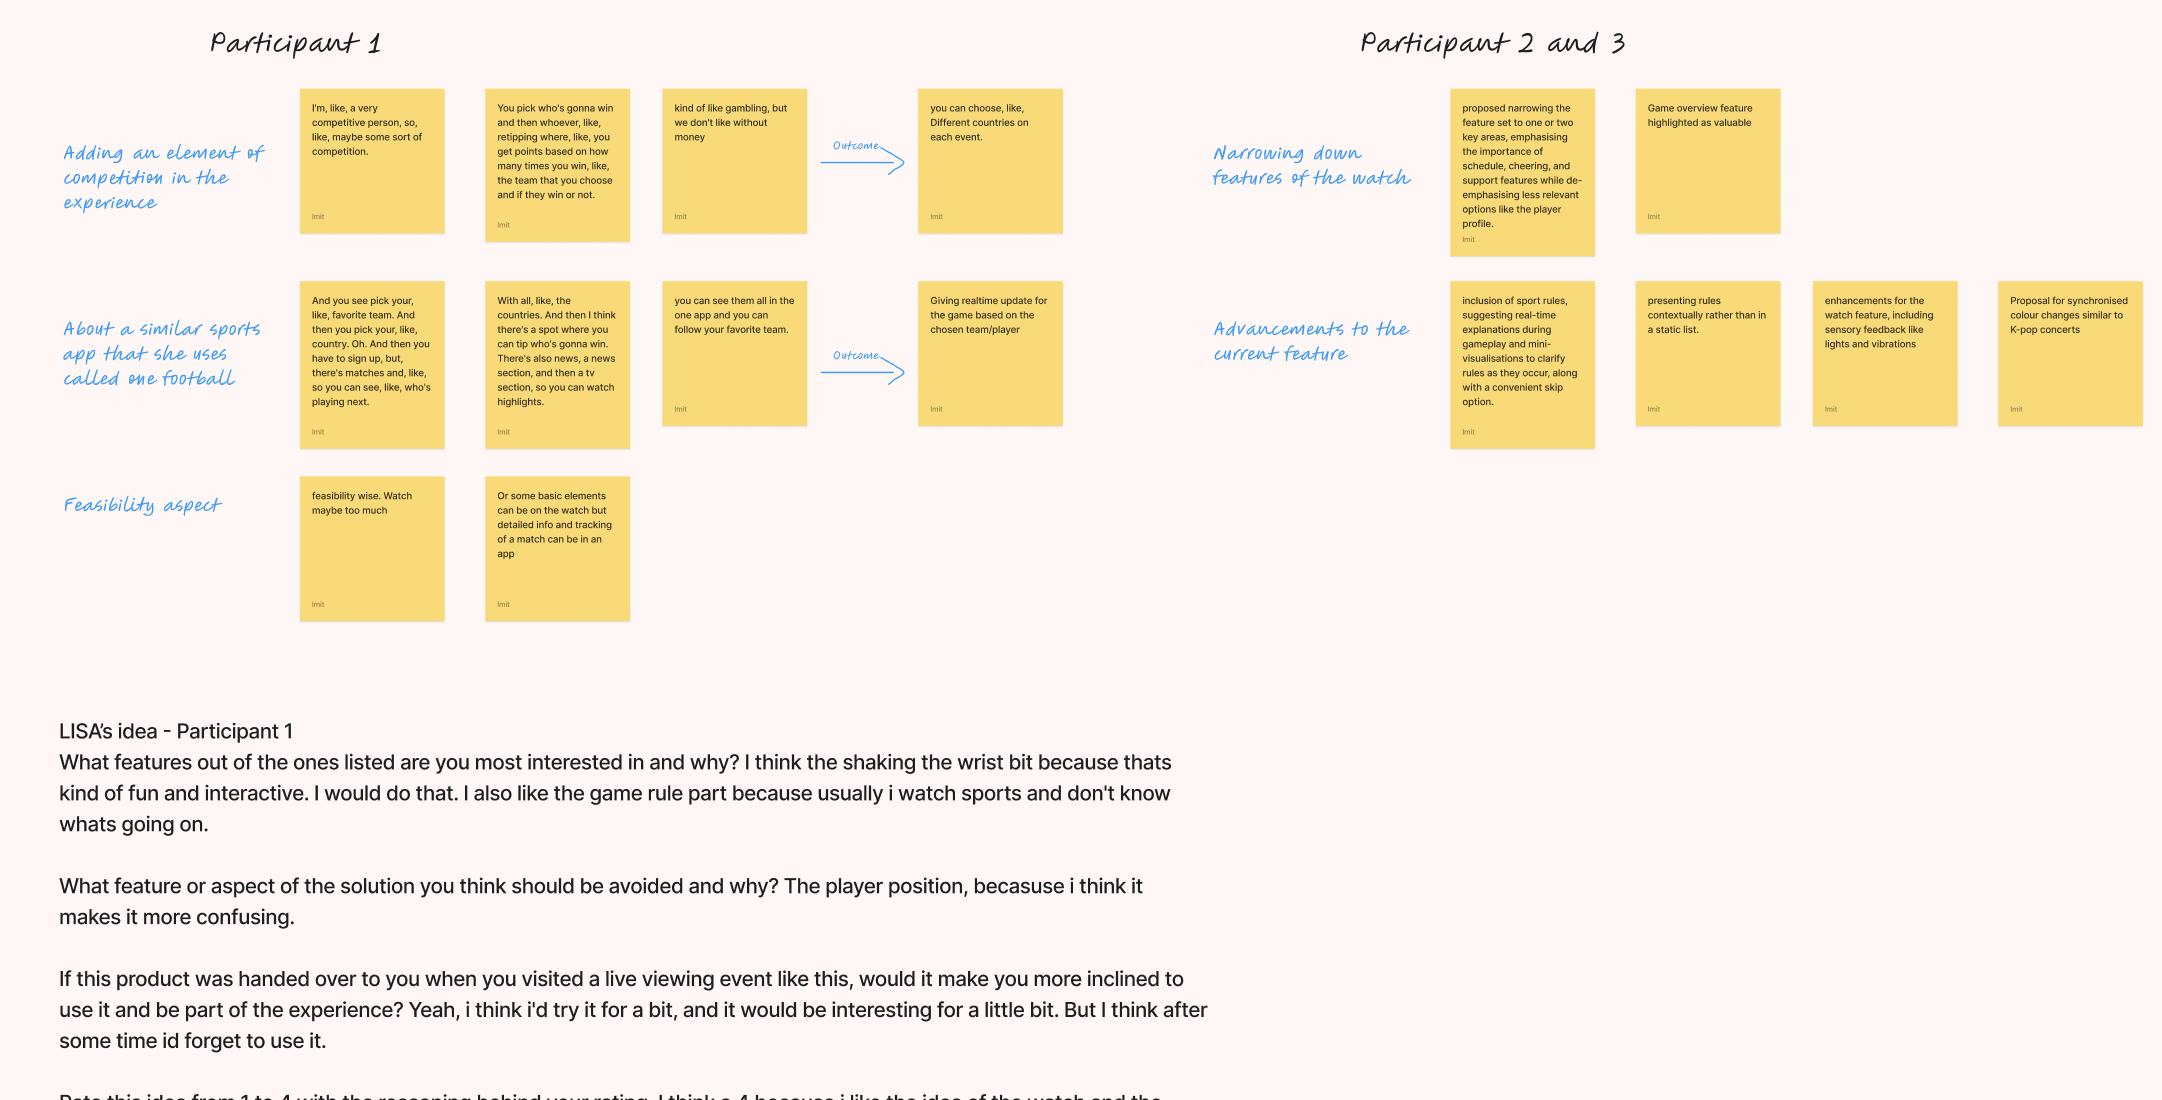 Participant 1
Adding an element of
competition in the
experience
I'm, like, a very
competitive person, so,
like, maybe some sort of
competition.
lmit
You pick who's gonna win
and then whoever, like,
retipping where, like, you
get points based on how
many times you win, like,
the team that you choose
and if they win or not.
lmit
kind of like gambling, but
we don't like without
money
lmit
Outcome
you can choose, like,
Different countries on
each event.
lmit
About a similar sports
app that she uses
called one football
And you see pick your,
like, favorite team. And
then you pick your, like,
country. Oh. And then you
have to sign up, but,
there's matches and, like,
so you can see, like, who's
playing next.
lmit
With all, like, the
countries. And then I think
there's a spot where you
can tip who's gonna win.
There's also news, a news
section, and then a tv
section, so you can watch
highlights.
lmit
you can see them all in the
one app and you can
follow your favorite team.
lmit
Outcome
Giving realtime update for
the game based on the
chosen team/player
lmit
Feasibility aspect
feasibility wise. Watch
maybe too much
lmit
Or some basic elements
can be on the watch but
detailed info and tracking
of a match can be in an
app
lmit
Participant 2 and 3
Narrowing down
features of the watch
proposed narrowing the
feature set to one or two
key areas, emphasising
the importance of
schedule, cheering, and
support features while de-
emphasising less relevant
options like the player
profile.
lmit
Game overview feature
highlighted as valuable
lmit
Advancements to the
current feature
inclusion of sport rules,
suggesting real-time
explanations during
gameplay and mini-
visualisations to clarify
rules as they occur, along
with a convenient skip
option.
lmit
presenting rules
contextually rather than in
a static list.
lmit
enhancements for the
watch feature, including
sensory feedback like
lights and vibrations
lmit
Proposal for synchronised
colour changes similar to
K-pop concerts
lmit
LISA's idea - Participant 1
What features out of the ones listed are you most interested in and why? I think the shaking the wrist bit because thats
kind of fun and interactive. I would do that. I also like the game rule part because usually i watch sports and don't know
whats going on.
What feature or aspect of the solution you think should be avoided and why? The player position, becasuse i think it
makes it more confusing.
If this product was handed over to you when you visited a live viewing event like this, would it make you more inclined to
use it and be part of the experience? Yeah, i think i'd try it for a bit, and it would be interesting for a little bit. But I think after
some time id forget to use it.
Rate this idea from 1 to 4 with the reasoning behind your rating. I think a 4 because i like the idea of the watch and the